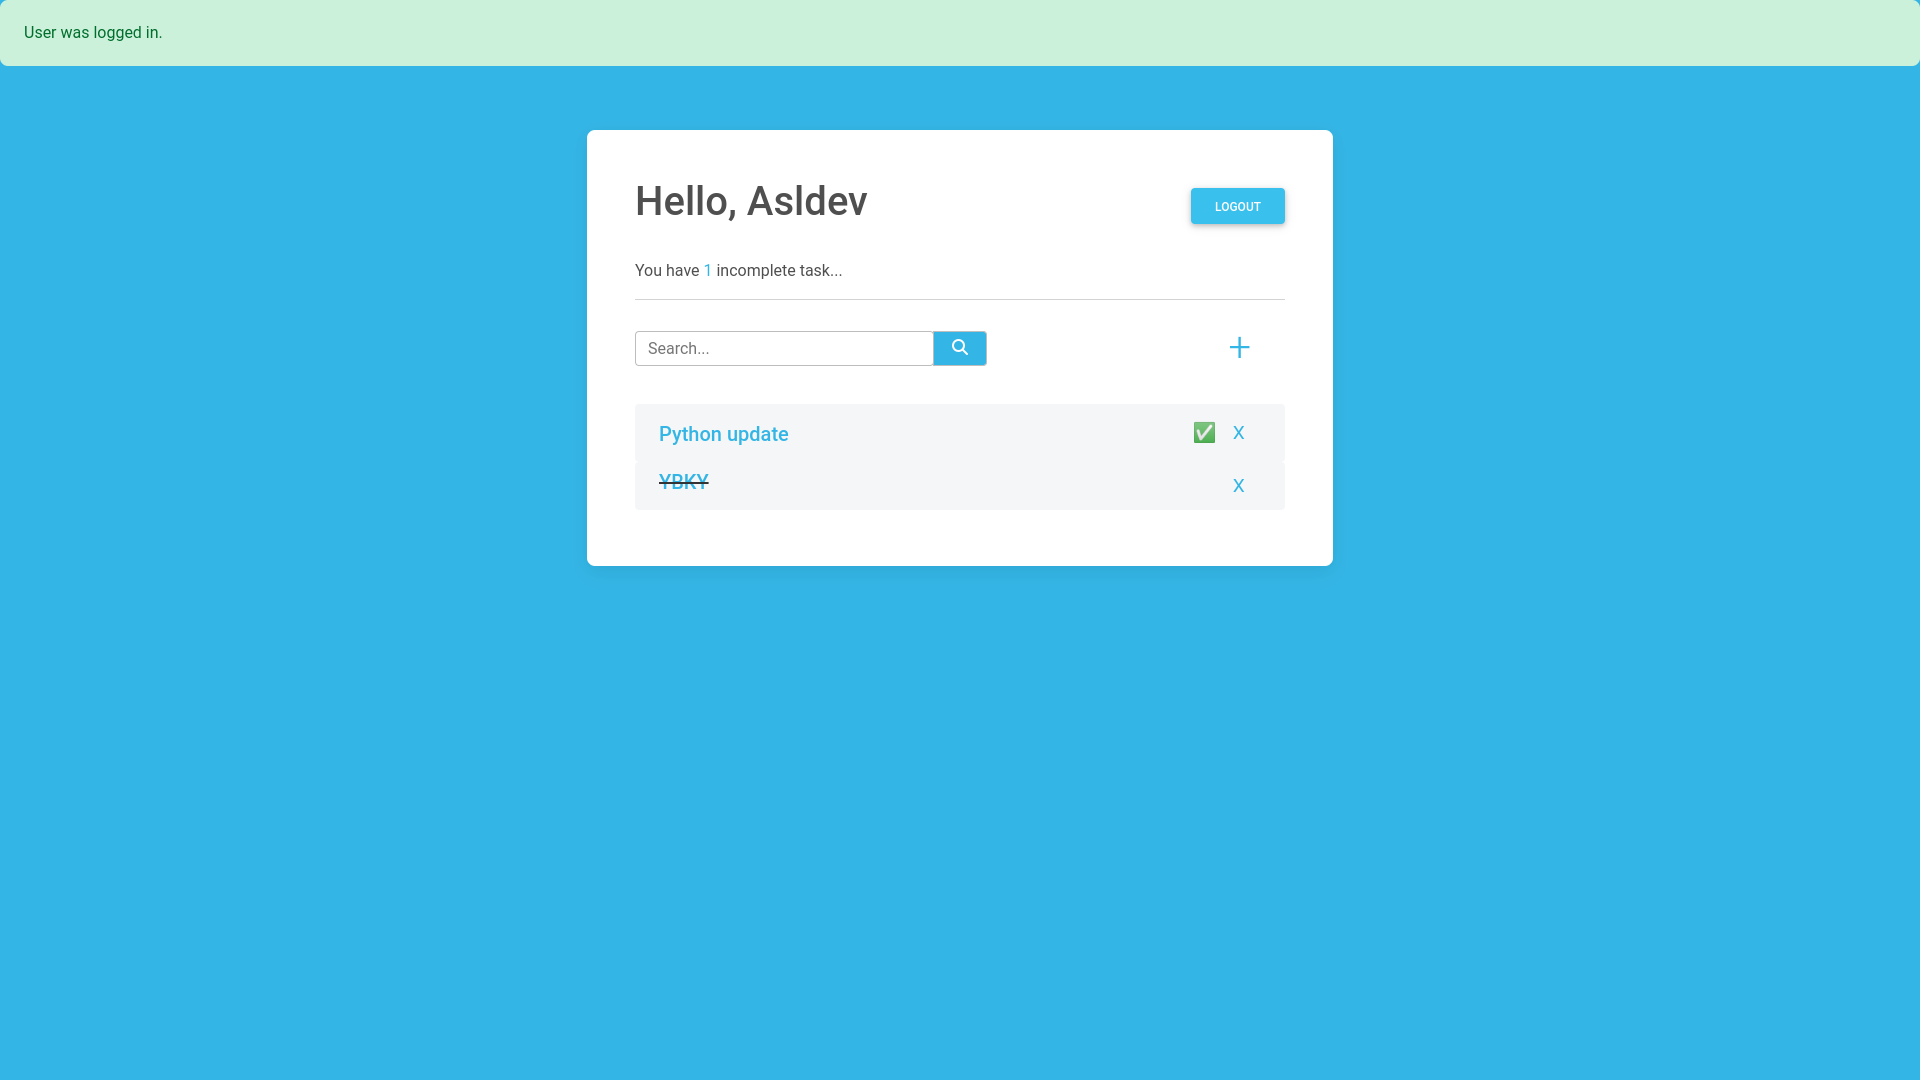 User was logged in.
Hello, Asldev
LOGOUT
You have 1 incomplete task...
Search...
Python update
X
YBKY
X